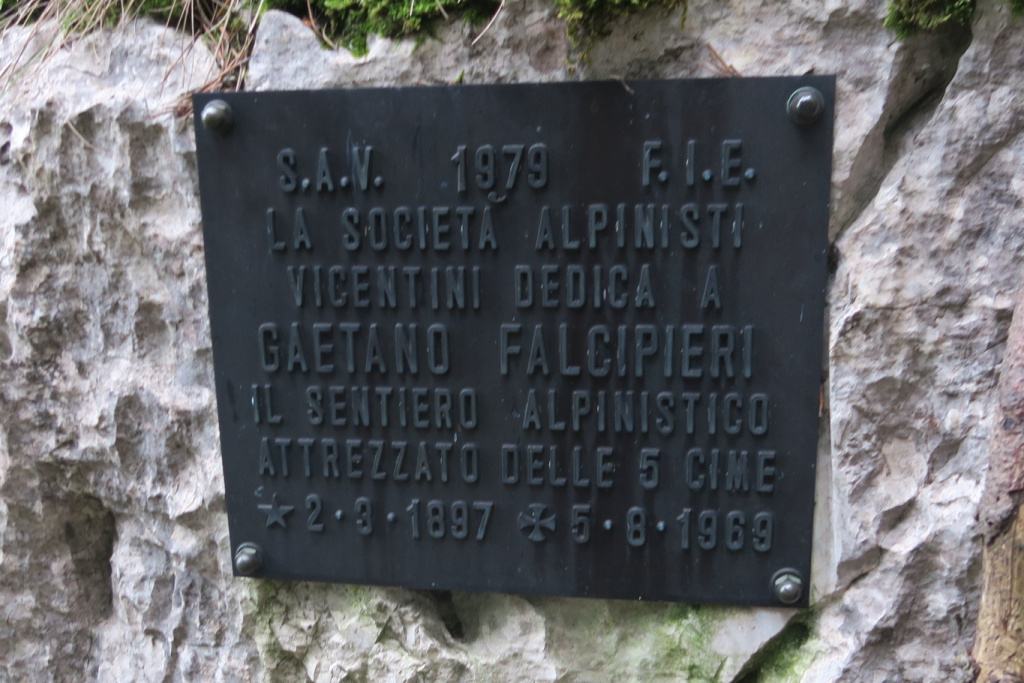 S.A.V. 1979 F.I.E.
LA SOCIETÀ ALPINISTI
VICENTINI DEDICA A
GAETANO FALCIPIERI
IL SENTIERO ALPINISTICO
ATTREZZATO DELLE 5 CIME
★ 2·3·1897 ✠ 5·8·1969